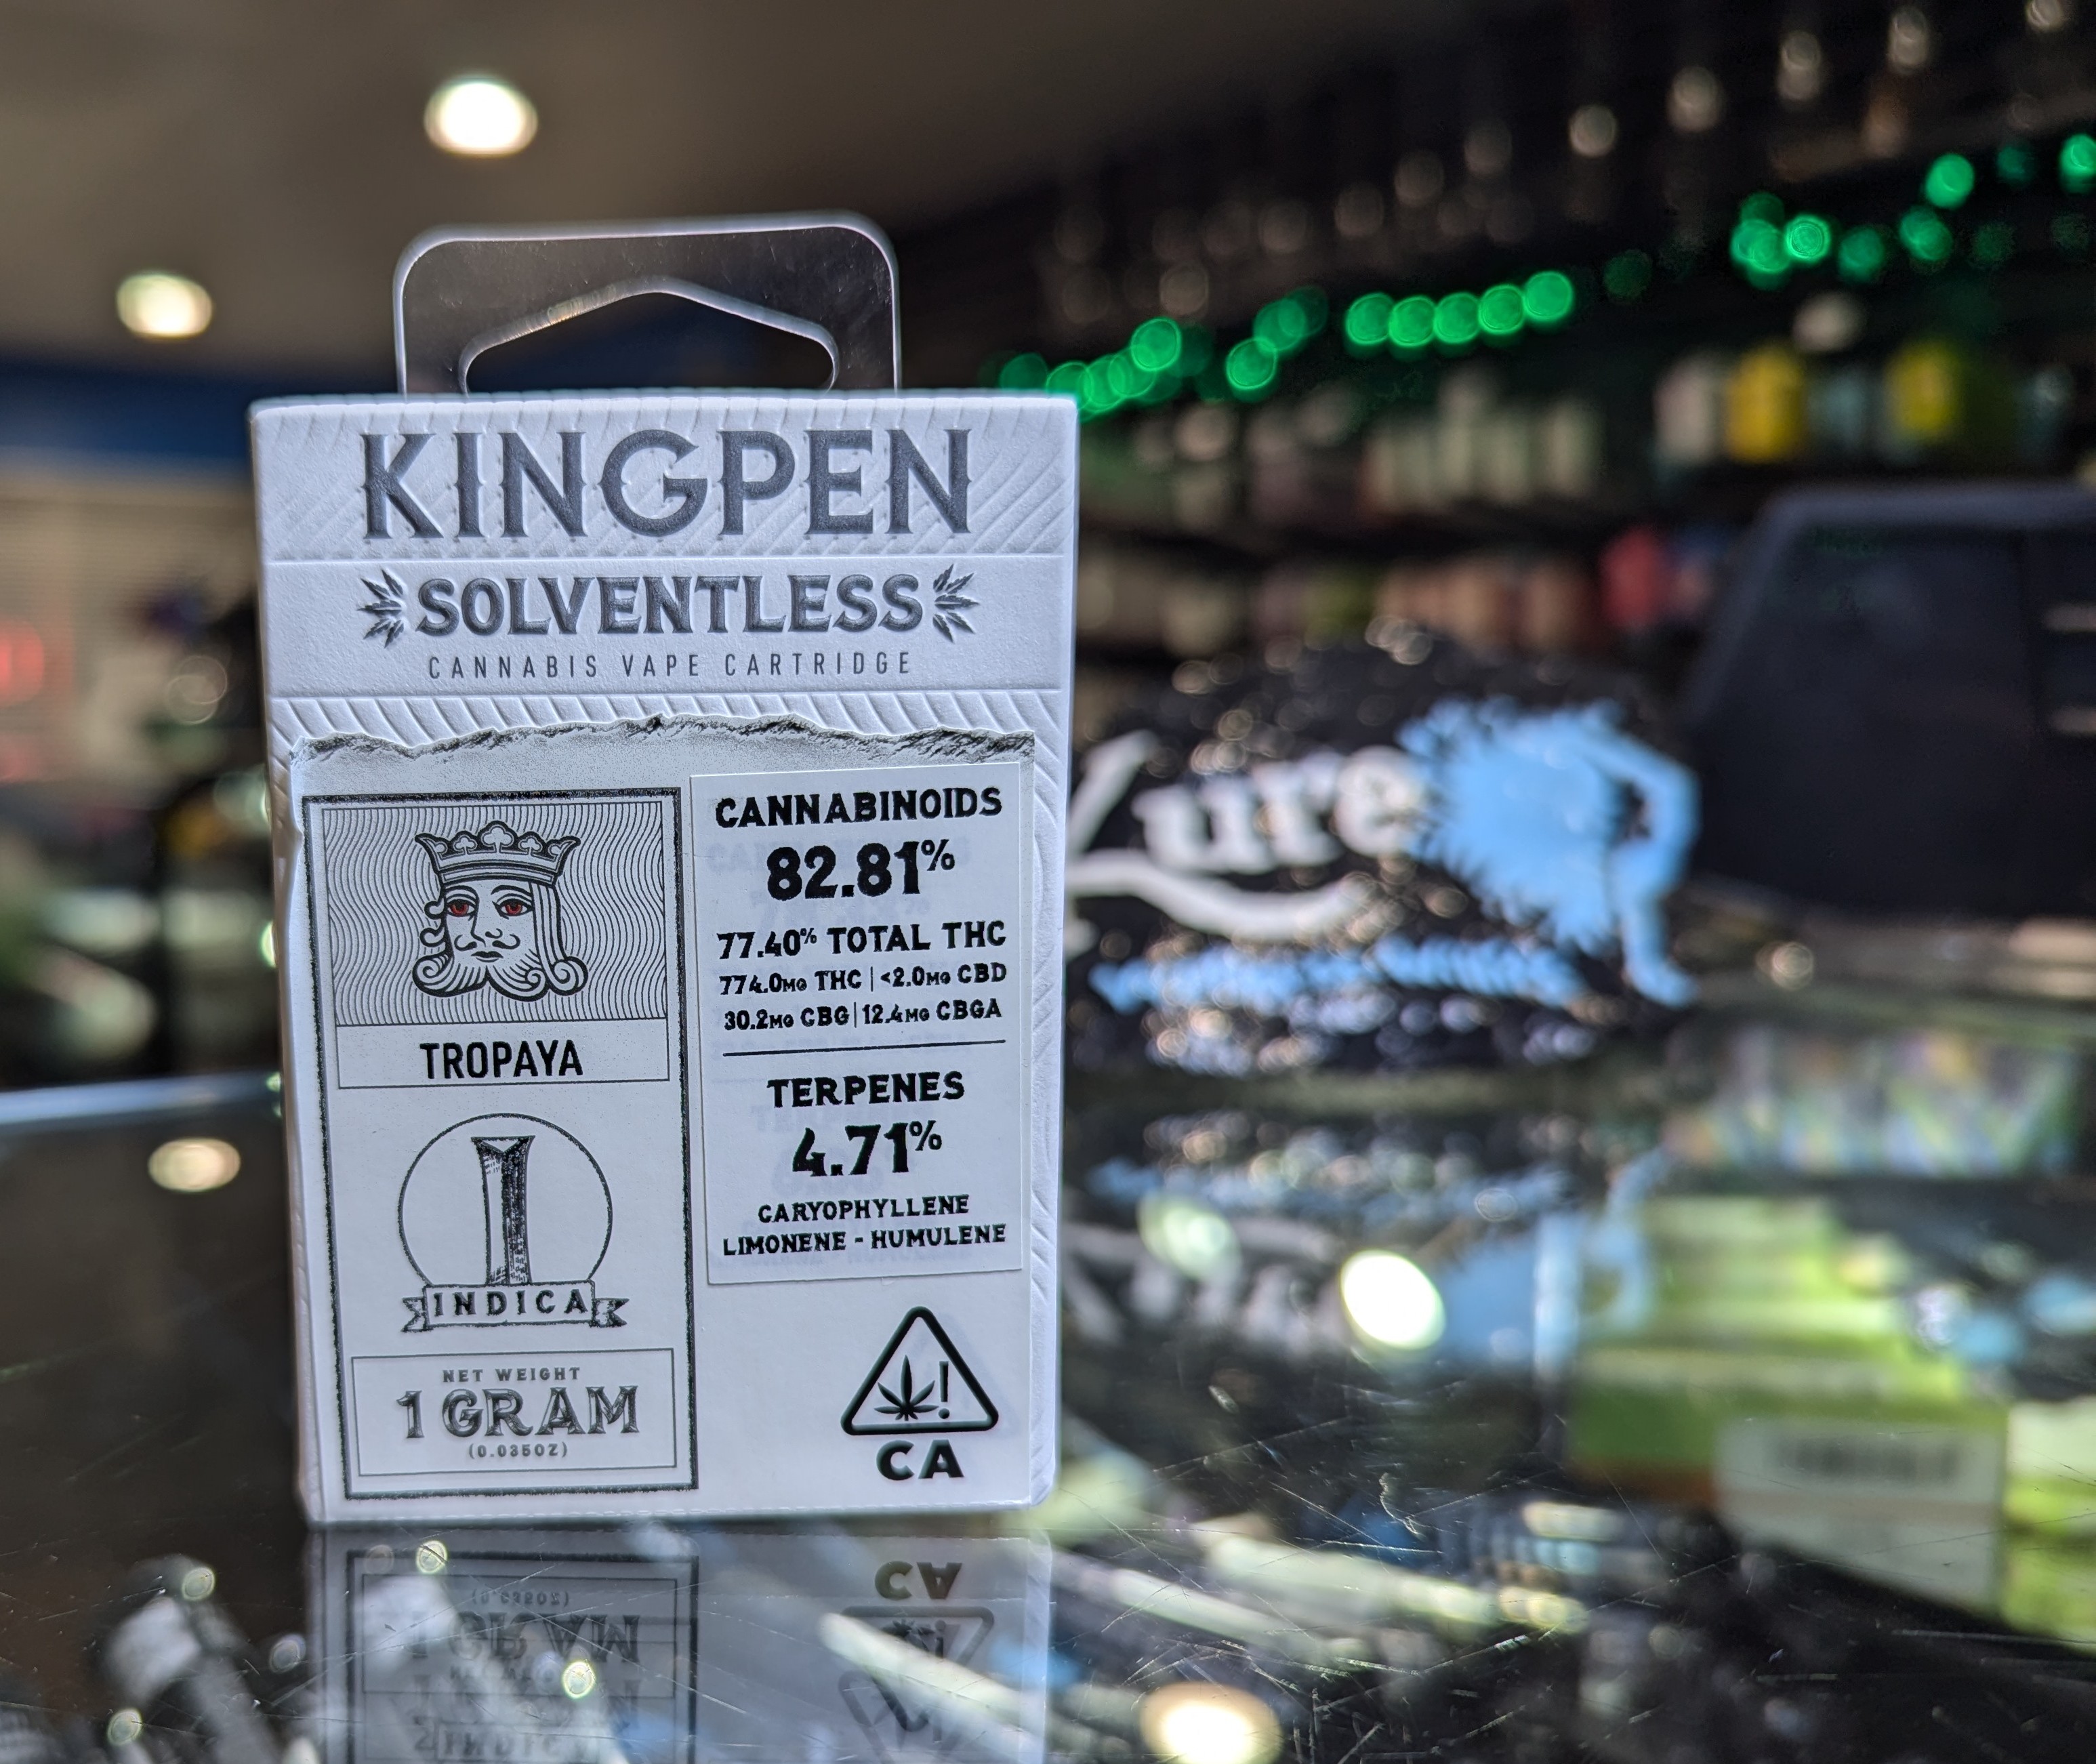 KINGPEN
SOLVENTLESS
CANNABIS VAPE CARTRIDGE
TROPAYA
INDICA
NET WEIGHT
1 GRAM
(0.035OZ)
CANNABINOIDS
82.81%
77.40% TOTAL THC
774.0MG THC | <2.0MG CBD
30.2MG CBG | 12.4MG CBGA
TERPENES
4.71%
CARYOPHYLLENE
LIMONENE - HUMULENE
!
CA